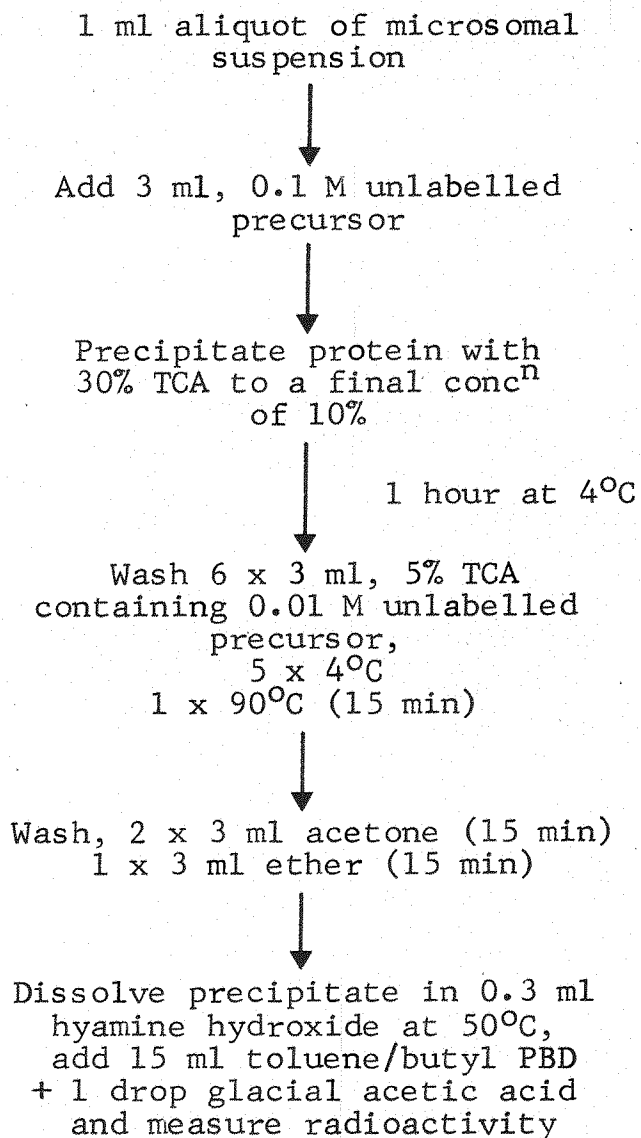 1 ml aliquot of microsomal
suspension
Add 3 ml, 0.1 M unlabelled
precursor
Precipitate protein with
30% TCA to a final concⁿ
of 10%
1 hour at 4°C
Wash 6 x 3 ml, 5% TCA
containing 0.01 M unlabelled
precursor,
5 x 4°C
1 x 90°C (15 min)
Wash, 2 x 3 ml acetone (15 min)
1 x 3 ml ether (15 min)
Dissolve precipitate in 0.3 ml
hyamine hydroxide at 50°C,
add 15 ml toluene/butyl PBD
+ 1 drop glacial acetic acid
and measure radioactivity